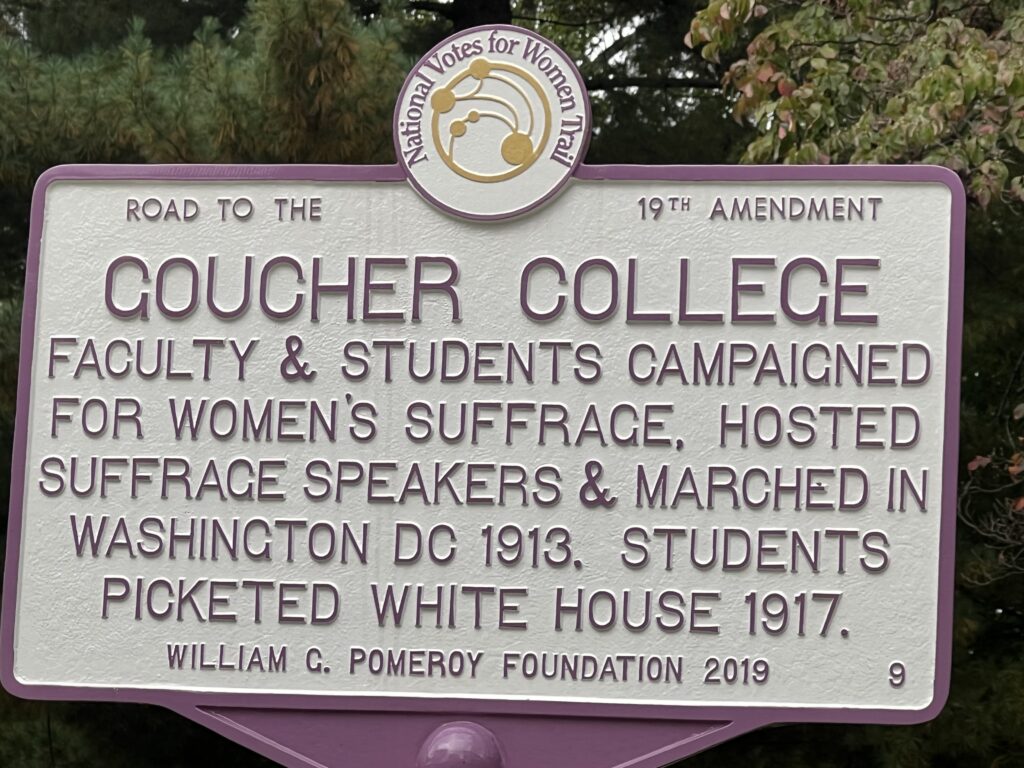 National Votes for Women Trail
ROAD TO THE 19TH AMENDMENT
GOUCHER COLLEGE
FACULTY & STUDENTS CAMPAIGNED
FOR WOMEN'S SUFFRAGE, HOSTED
SUFFRAGE SPEAKERS & MARCHED IN
WASHINGTON DC 1913. STUDENTS
PICKETED WHITE HOUSE 1917.
WILLIAM G. POMEROY FOUNDATION 2019 9